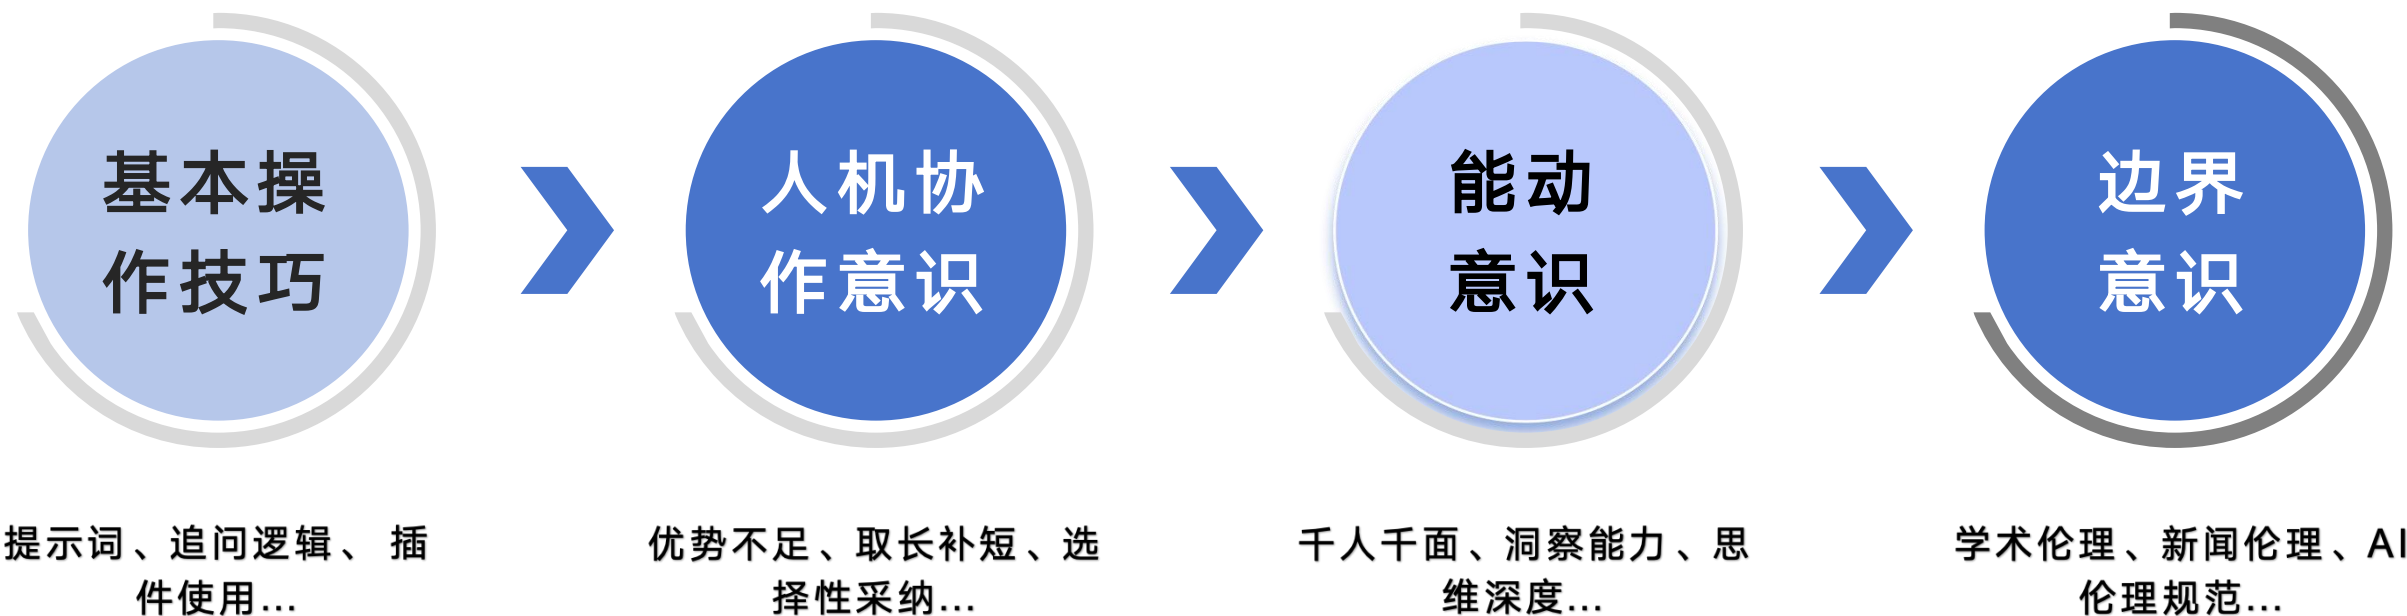 基本操
作技巧
人机协
作意识
能动
意识
边界
意识
提示词、追问逻辑、 插
件使用...
优势不足、取长补短、选
择性采纳...
千人千面、洞察能力、思
维深度...
学术伦理、新闻伦理、AI
伦理规范...